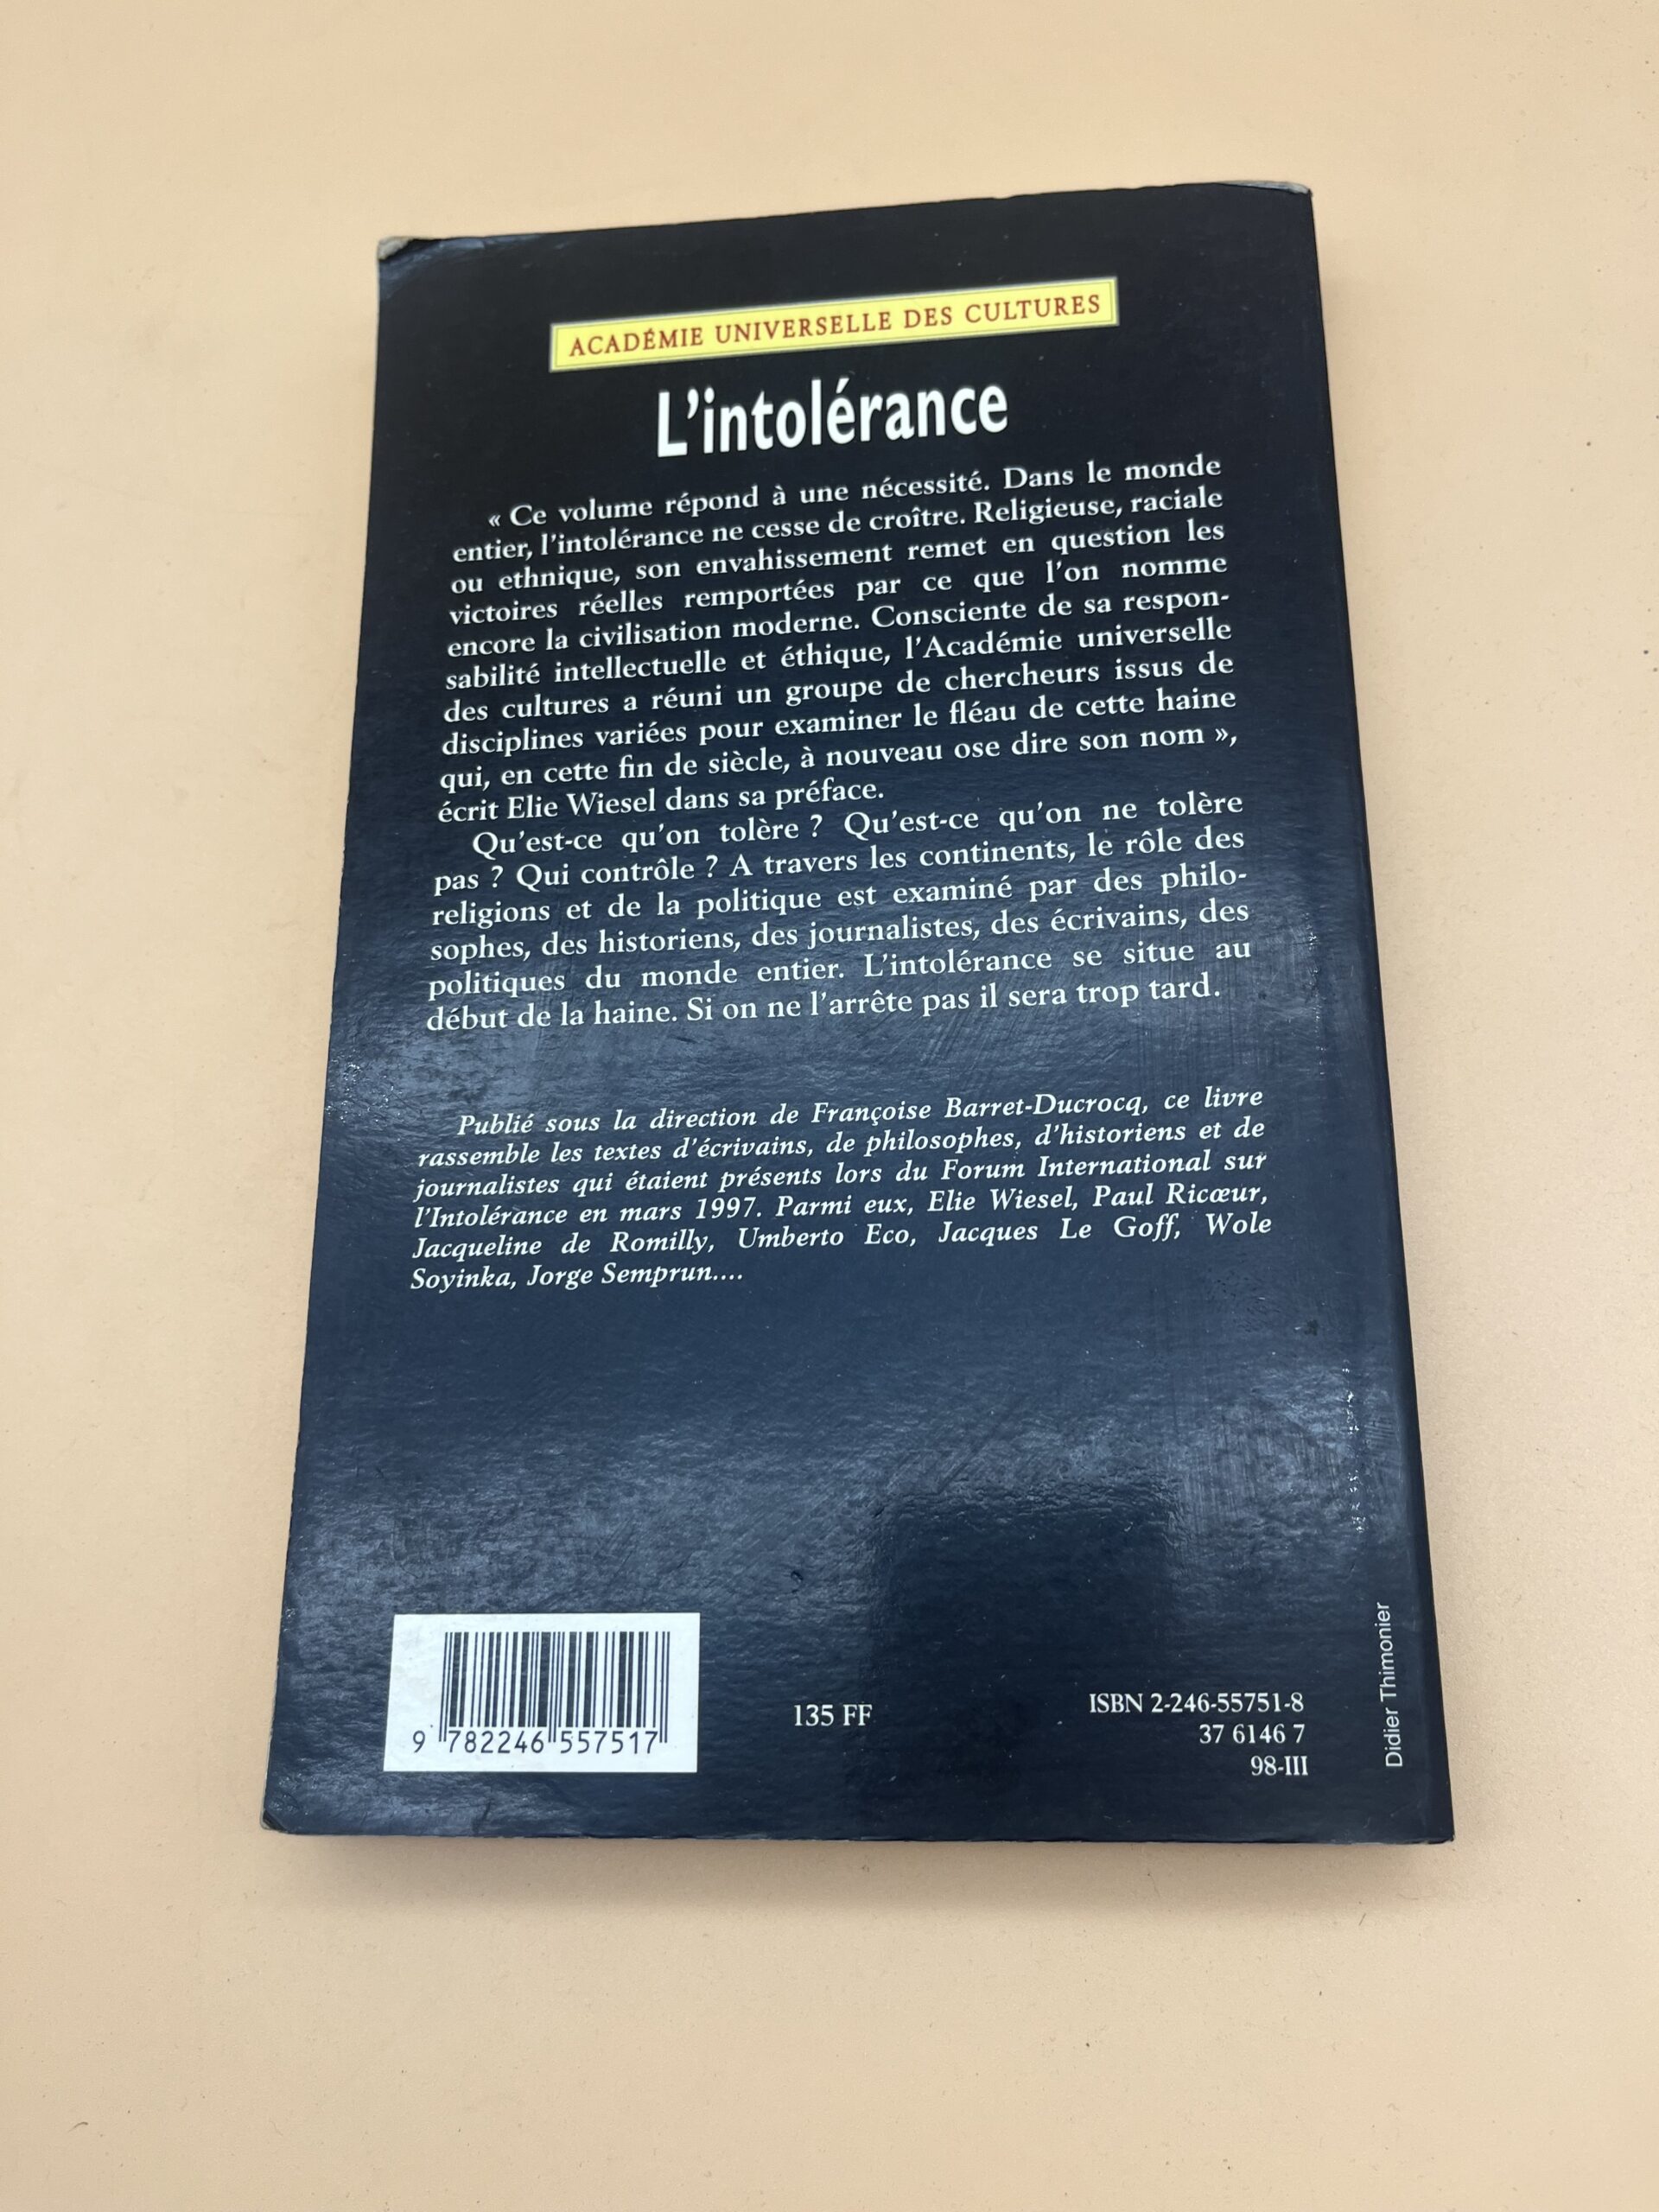 ACADÉMIE UNIVERSELLE DES CULTURES
L'intolérance
« Ce volume répond à une nécessité. Dans le monde
entier, l'intolérance ne cesse de croître. Religieuse, raciale
ou ethnique, son envahissement remet en question les
victoires réelles remportées par ce que l'on nomme
encore la civilisation moderne. Consciente de sa respon-
sabilité intellectuelle et éthique, l'Académie universelle
des cultures a réuni un groupe de chercheurs issus de
disciplines variées pour examiner le fléau de cette haine
qui, en cette fin de siècle, à nouveau ose dire son nom »,
écrit Elie Wiesel dans sa préface.
Qu'est-ce qu'on tolère ? Qu'est-ce qu'on ne tolère
pas ? Qui contrôle ? A travers les continents, le rôle des
religions et de la politique est examiné par des philo-
sophes, des historiens, des journalistes, des écrivains, des
politiques du monde entier. L'intolérance se situe au
début de la haine. Si on ne l'arrête pas il sera trop tard.
Publié sous la direction de Françoise Barret-Ducrocq, ce livre
rassemble les textes d'écrivains, de philosophes, d'historiens et de
journalistes qui étaient présents lors du Forum International sur
l'Intolérance en mars 1997. Parmi eux, Elie Wiesel, Paul Ricœur,
Jacqueline de Romilly, Umberto Eco, Jacques Le Goff, Wole
Soyinka, Jorge Semprun....
9 782246 557517
135 FF
ISBN 2-246-55751-8
37 6146 7
98-III
Didier Thimonier